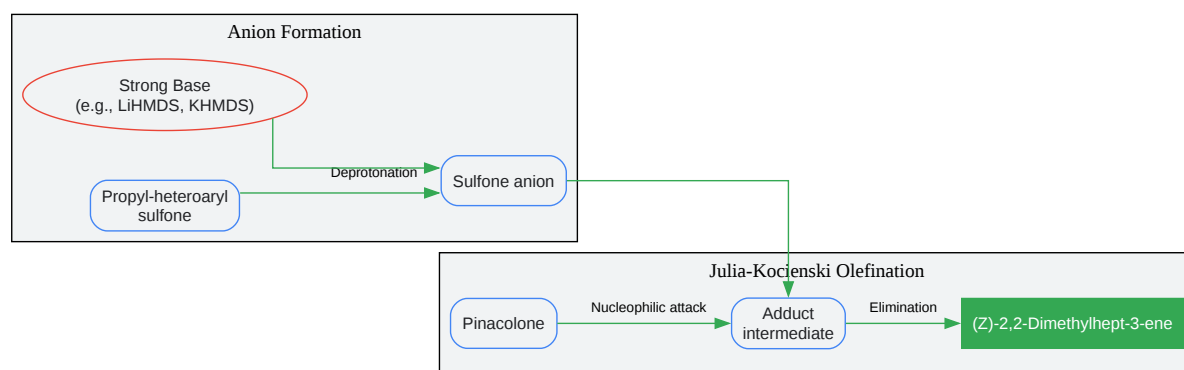 Anion Formation
Strong Base
(e.g., LiHMDS, KHMDS)
Deprotonation
Propyl-heteroaryl
sulfone
Sulfone anion
Julia-Kocienski Olefination
Pinacolone
Nucleophilic attack
Adduct
intermediate
Elimination
(Z)-2,2-Dimethylhept-3-ene